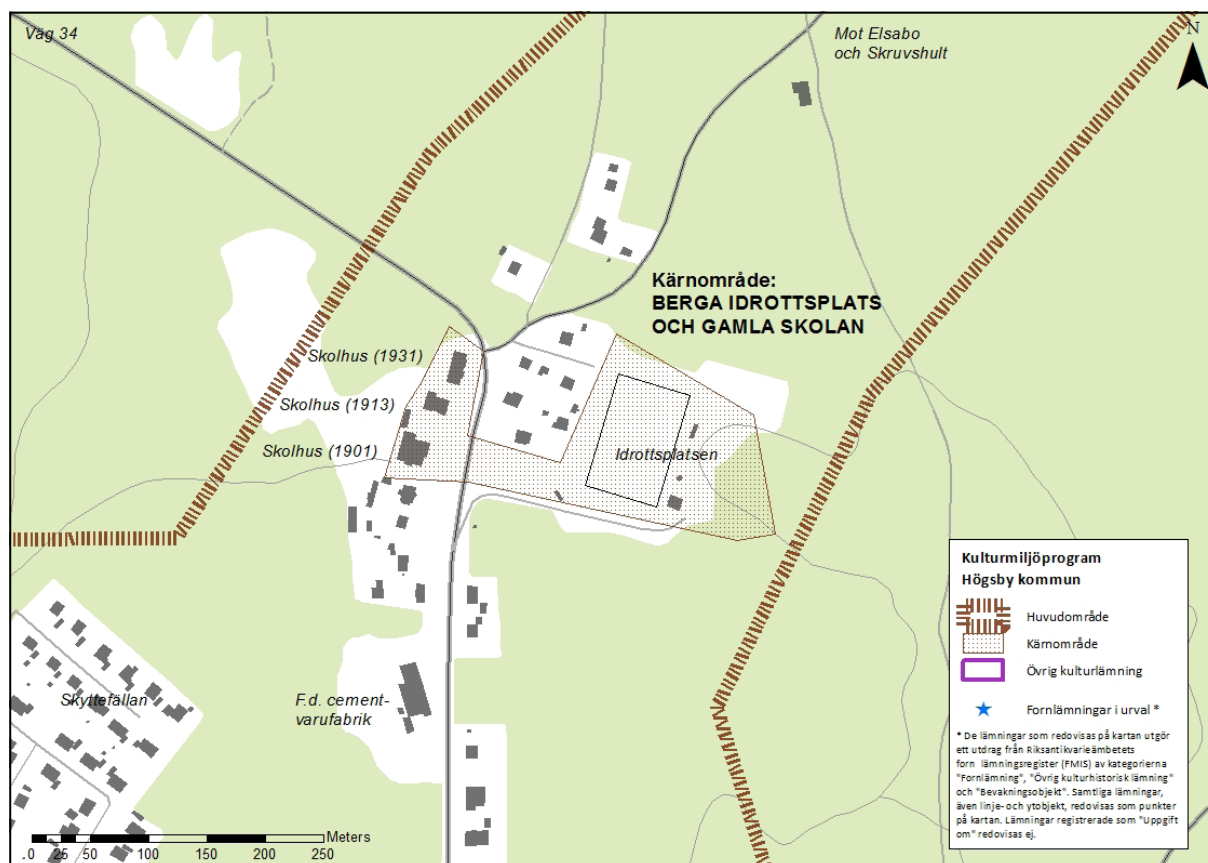 Väg 34
Mot Elsabo
och Skruvshult
N
Kärnområde:
BERGA IDROTTSPLATS
OCH GAMLA SKOLAN
Skolhus (1931)
Skolhus (1913)
Skolhus (1901)
Idrottsplatsen
Skyttefällan
F.d. cement-
varufabrik
Meters
0 25 50 100 150 200 250
Kulturmiljöprogram
Högsby kommun
Huvudområde
Kärnområde
Övrig kulturlämning
Fornlämningar i urval *
* De lämningar som redovisas på kartan utgör
ett utdrag från Riksantikvarieämbetets
forn lämningsregister (FMIS) av kategorierna
"Fornlämning", "Övrig kulturhistorisk lämning"
och "Bevakningsobjekt". Samtliga lämningar,
även linje- och ytobjekt, redovisas som punkter
på kartan. Lämningar registrerade som "Uppgift
om" redovisas ej.